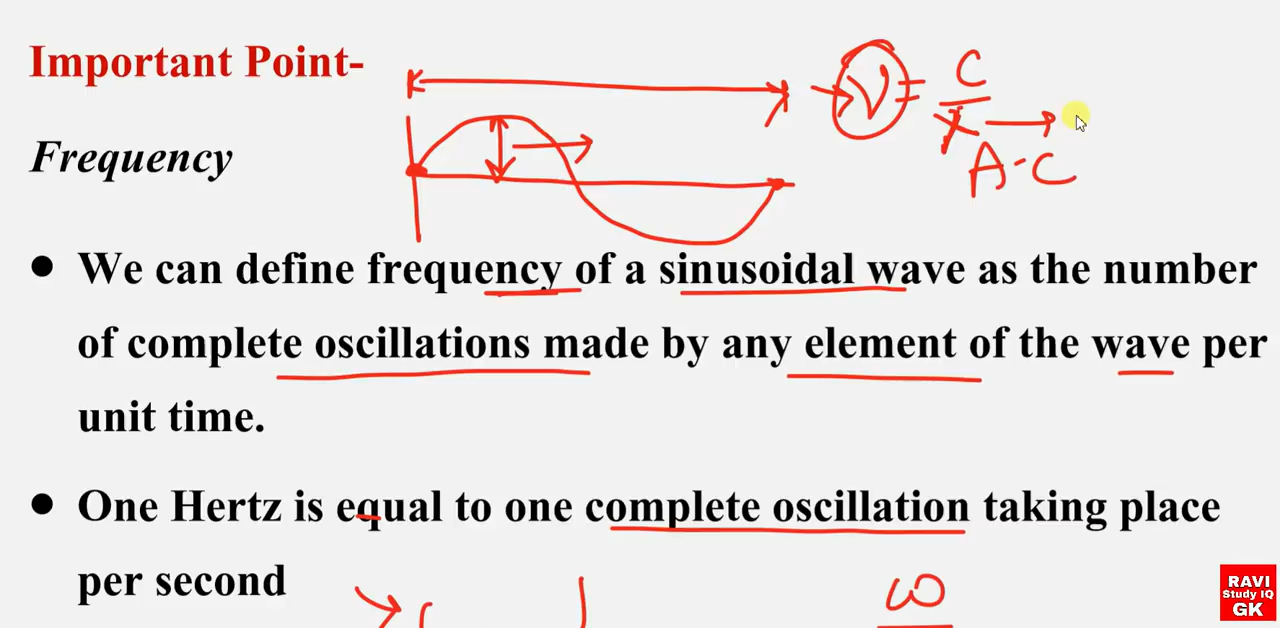 Important Point-
ν = c
A·C
Frequency
We can define frequency of a sinusoidal wave as the number
of complete oscillations made by any element of the wave per
unit time.
One Hertz is equal to one complete oscillation taking place
per second
ω
RAVI
Study IQ
GK